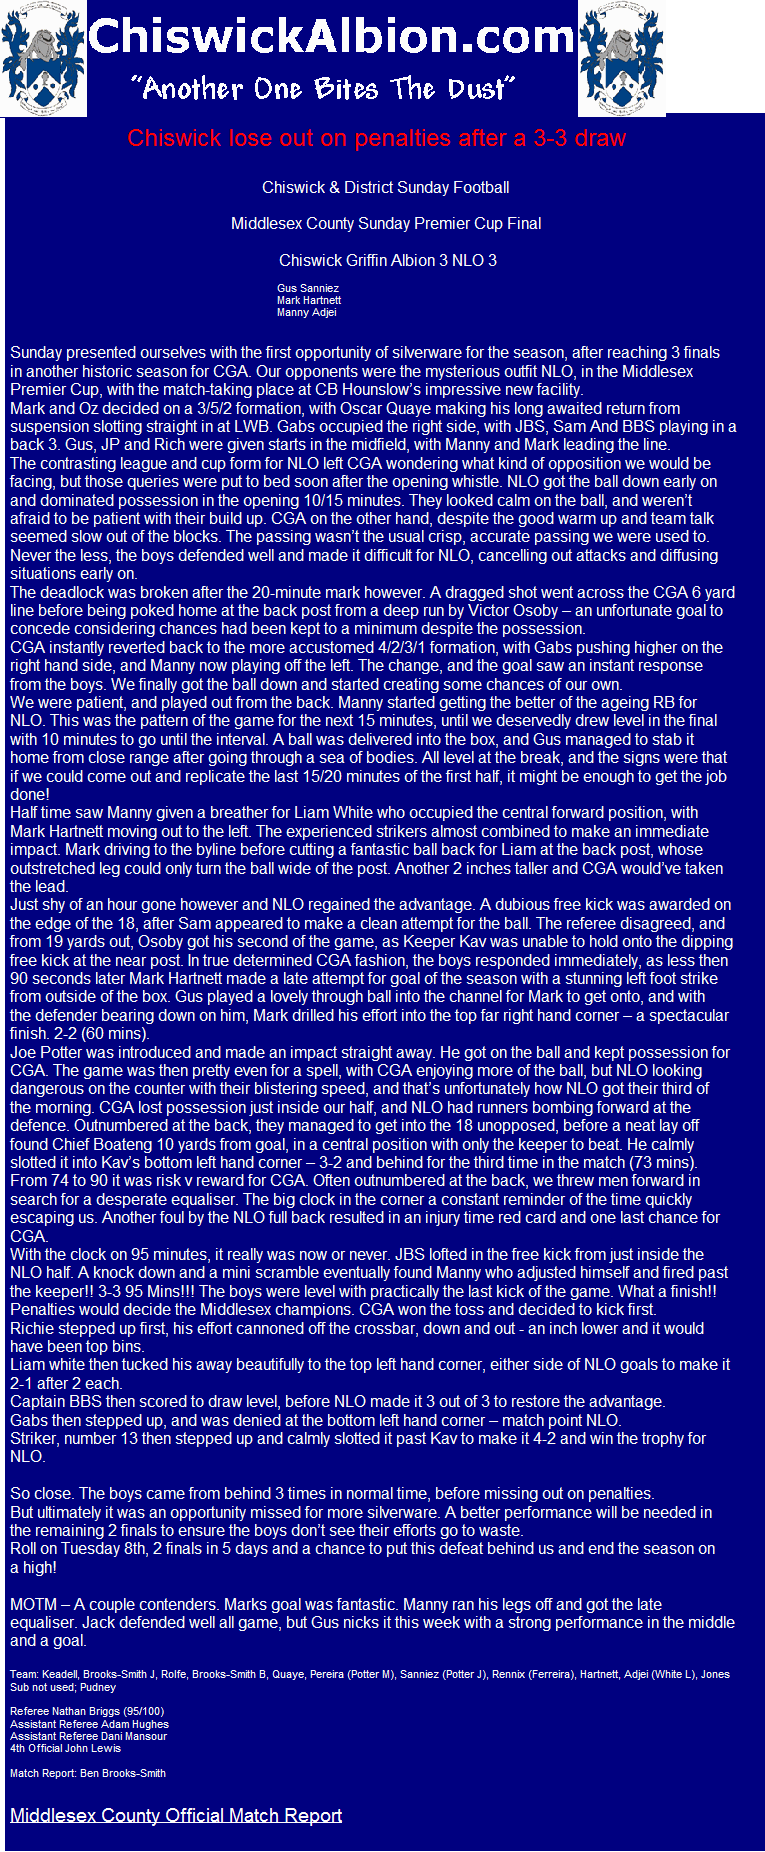 ChiswickAlbion.com
"Another One Bites The Dust"
Chiswick lose out on penalties after a 3-3 draw
Chiswick & District Sunday Football
Middlesex County Sunday Premier Cup Final
Chiswick Griffin Albion 3 NLO 3
Gus Sanniez
Mark Hartnett
Manny Adjei
Sunday presented ourselves with the first opportunity of silverware for the season, after reaching 3 finals
in another historic season for CGA. Our opponents were the mysterious outfit NLO, in the Middlesex
Premier Cup, with the match-taking place at CB Hounslow's impressive new facility.
Mark and Oz decided on a 3/5/2 formation, with Oscar Quaye making his long awaited return from
suspension slotting straight in at LWB. Gabs occupied the right side, with JBS, Sam And BBS playing in a
back 3. Gus, JP and Rich were given starts in the midfield, with Manny and Mark leading the line.
The contrasting league and cup form for NLO left CGA wondering what kind of opposition we would be
facing, but those queries were put to bed soon after the opening whistle. NLO got the ball down early on
and dominated possession in the opening 10/15 minutes. They looked calm on the ball, and weren't
afraid to be patient with their build up. CGA on the other hand, despite the good warm up and team talk
seemed slow out of the blocks. The passing wasn't the usual crisp, accurate passing we were used to.
Never the less, the boys defended well and made it difficult for NLO, cancelling out attacks and diffusing
situations early on.
The deadlock was broken after the 20-minute mark however. A dragged shot went across the CGA 6 yard
line before being poked home at the back post from a deep run by Victor Osoby – an unfortunate goal to
concede considering chances had been kept to a minimum despite the possession.
CGA instantly reverted back to the more accustomed 4/2/3/1 formation, with Gabs pushing higher on the
right hand side, and Manny now playing off the left. The change, and the goal saw an instant response
from the boys. We finally got the ball down and started creating some chances of our own.
We were patient, and played out from the back. Manny started getting the better of the ageing RB for
NLO. This was the pattern of the game for the next 15 minutes, until we deservedly drew level in the final
with 10 minutes to go until the interval. A ball was delivered into the box, and Gus managed to stab it
home from close range after going through a sea of bodies. All level at the break, and the signs were that
if we could come out and replicate the last 15/20 minutes of the first half, it might be enough to get the job
done!
Half time saw Manny given a breather for Liam White who occupied the central forward position, with
Mark Hartnett moving out to the left. The experienced strikers almost combined to make an immediate
impact. Mark driving to the byline before cutting a fantastic ball back for Liam at the back post, whose
outstretched leg could only turn the ball wide of the post. Another 2 inches taller and CGA would've taken
the lead.
Just shy of an hour gone however and NLO regained the advantage. A dubious free kick was awarded on
the edge of the 18, after Sam appeared to make a clean attempt for the ball. The referee disagreed, and
from 19 yards out, Osoby got his second of the game, as Keeper Kav was unable to hold onto the dipping
free kick at the near post. In true determined CGA fashion, the boys responded immediately, as less then
90 seconds later Mark Hartnett made a late attempt for goal of the season with a stunning left foot strike
from outside of the box. Gus played a lovely through ball into the channel for Mark to get onto, and with
the defender bearing down on him, Mark drilled his effort into the top far right hand corner – a spectacular
finish. 2-2 (60 mins).
Joe Potter was introduced and made an impact straight away. He got on the ball and kept possession for
CGA. The game was then pretty even for a spell, with CGA enjoying more of the ball, but NLO looking
dangerous on the counter with their blistering speed, and that's unfortunately how NLO got their third of
the morning. CGA lost possession just inside our half, and NLO had runners bombing forward at the
defence. Outnumbered at the back, they managed to get into the 18 unopposed, before a neat lay off
found Chief Boateng 10 yards from goal, in a central position with only the keeper to beat. He calmly
slotted it into Kav's bottom left hand corner – 3-2 and behind for the third time in the match (73 mins).
From 74 to 90 it was risk v reward for CGA. Often outnumbered at the back, we threw men forward in
search for a desperate equaliser. The big clock in the corner a constant reminder of the time quickly
escaping us. Another foul by the NLO full back resulted in an injury time red card and one last chance for
CGA.
With the clock on 95 minutes, it really was now or never. JBS lofted in the free kick from just inside the
NLO half. A knock down and a mini scramble eventually found Manny who adjusted himself and fired past
the keeper!! 3-3 95 Mins!!! The boys were level with practically the last kick of the game. What a finish!!
Penalties would decide the Middlesex champions. CGA won the toss and decided to kick first.
Richie stepped up first, his effort cannoned off the crossbar, down and out - an inch lower and it would
have been top bins.
Liam white then tucked his away beautifully to the top left hand corner, either side of NLO goals to make it
2-1 after 2 each.
Captain BBS then scored to draw level, before NLO made it 3 out of 3 to restore the advantage.
Gabs then stepped up, and was denied at the bottom left hand corner – match point NLO.
Striker, number 13 then stepped up and calmly slotted it past Kav to make it 4-2 and win the trophy for
NLO.
So close. The boys came from behind 3 times in normal time, before missing out on penalties.
But ultimately it was an opportunity missed for more silverware. A better performance will be needed in
the remaining 2 finals to ensure the boys don't see their efforts go to waste.
Roll on Tuesday 8th, 2 finals in 5 days and a chance to put this defeat behind us and end the season on
a high!
MOTM – A couple contenders. Marks goal was fantastic. Manny ran his legs off and got the late
equaliser. Jack defended well all game, but Gus nicks it this week with a strong performance in the middle
and a goal.
Team: Keadell, Brooks-Smith J, Rolfe, Brooks-Smith B, Quaye, Pereira (Potter M), Sanniez (Potter J), Rennix (Ferreira), Hartnett, Adjei (White L), Jones
Sub not used; Pudney
Referee Nathan Briggs (95/100)
Assistant Referee Adam Hughes
Assistant Referee Dani Mansour
4th Official John Lewis
Match Report: Ben Brooks-Smith
Middlesex County Official Match Report